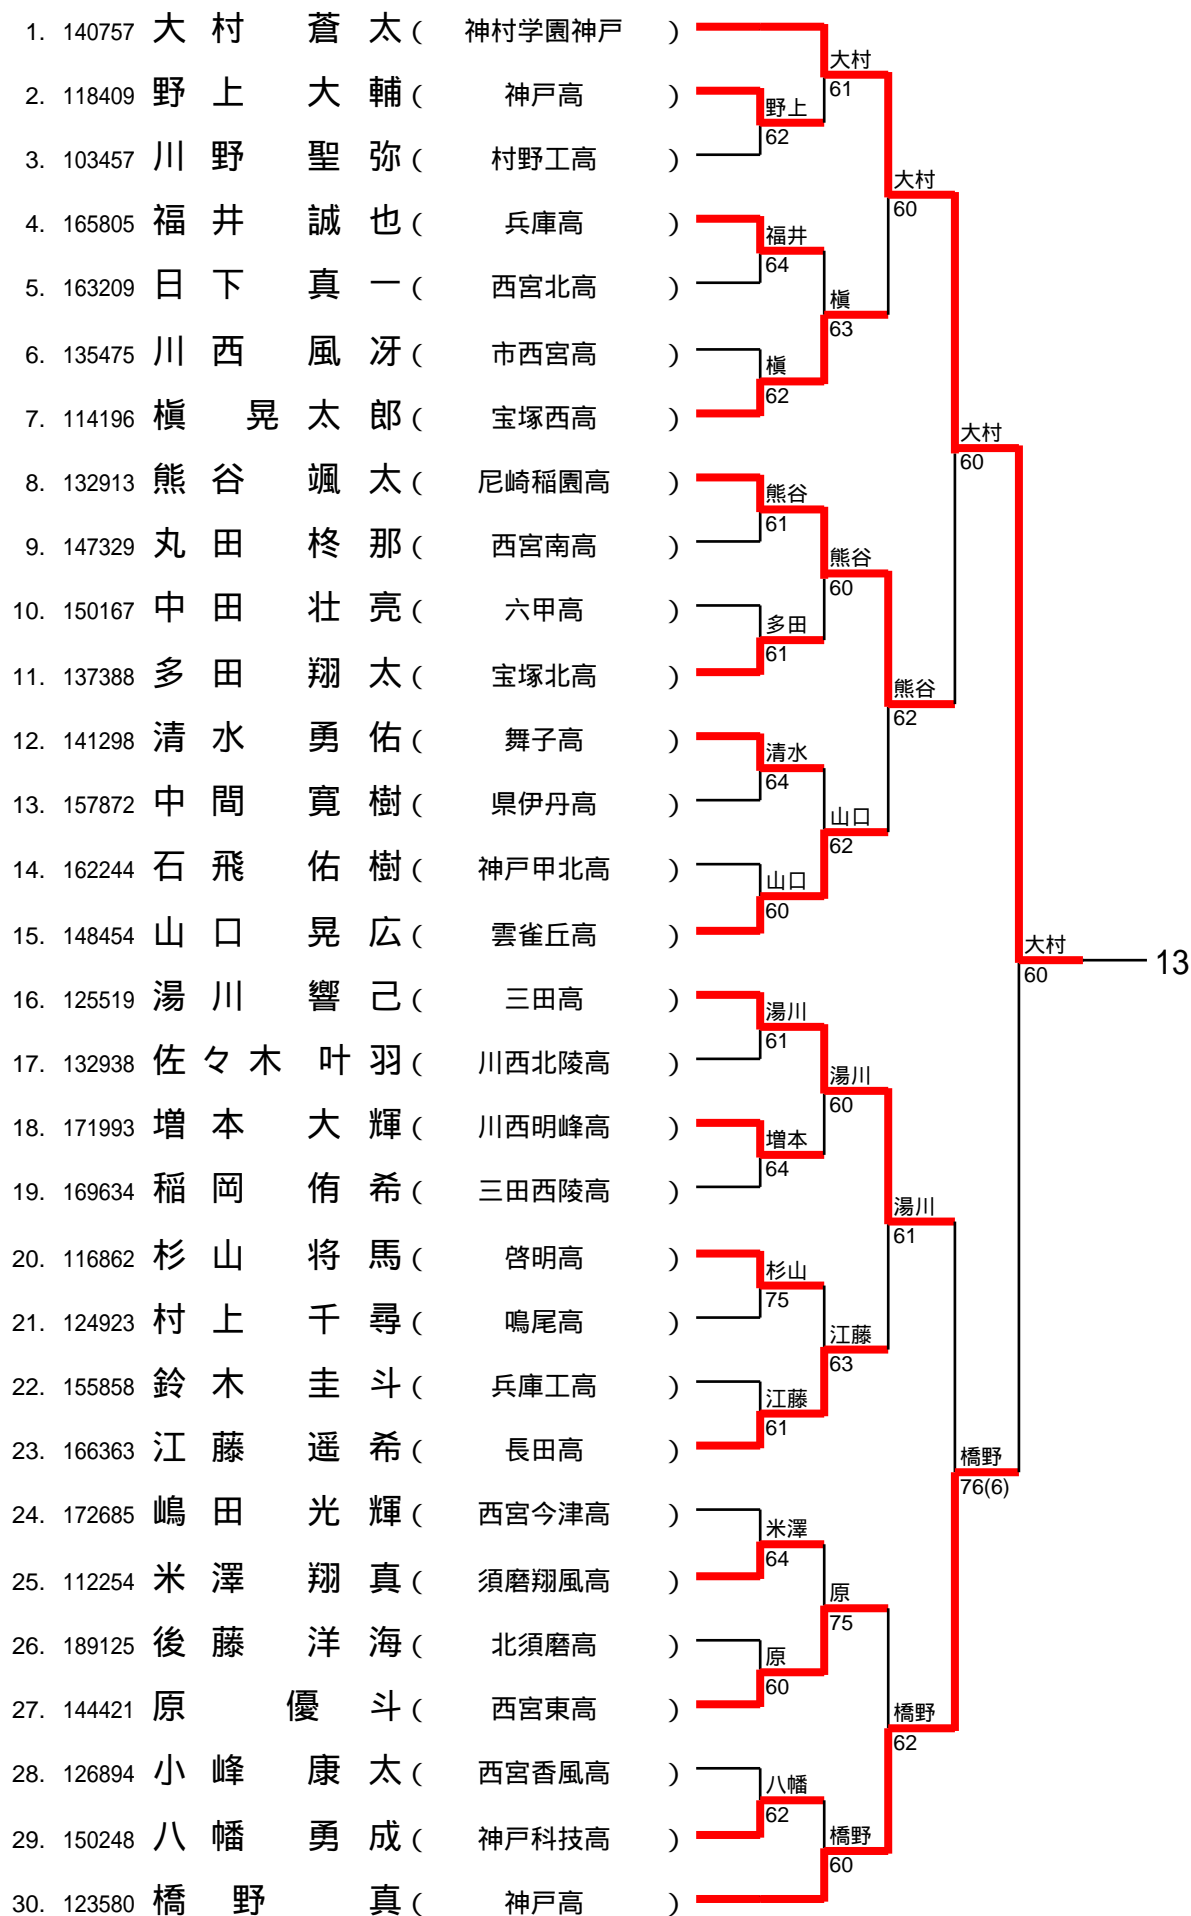 1. 140757 大村 蒼太 ( 神村学園神戸 )
2. 118409 野上 大輔 ( 神戸高 )
3. 103457 川野 聖弥 ( 村野工高 )
4. 165805 福井 誠也 ( 兵庫高 )
5. 163209 日下 真一 ( 西宮北高 )
6. 135475 川西 風冴 ( 市西宮高 )
7. 114196 槇 晃太郎 ( 宝塚西高 )
8. 132913 熊谷 颯太 ( 尼崎稲園高 )
9. 147329 丸田 柊那 ( 西宮南高 )
10. 150167 中田 壮亮 ( 六甲高 )
11. 137388 多田 翔太 ( 宝塚北高 )
12. 141298 清水 勇佑 ( 舞子高 )
13. 157872 中間 寛樹 ( 県伊丹高 )
14. 162244 石飛 佑樹 ( 神戸甲北高 )
15. 148454 山口 晃広 ( 雲雀丘高 )
16. 125519 湯川 響己 ( 三田高 )
17. 132938 佐々木 叶羽 ( 川西北陵高 )
18. 171993 増本 大輝 ( 川西明峰高 )
19. 169634 稲岡 侑希 ( 三田西陵高 )
20. 116862 杉山 将馬 ( 啓明高 )
21. 124923 村上 千尋 ( 鳴尾高 )
22. 155858 鈴木 圭斗 ( 兵庫工高 )
23. 166363 江藤 遥希 ( 長田高 )
24. 172685 嶋田 光輝 ( 西宮今津高 )
25. 112254 米澤 翔真 ( 須磨翔風高 )
26. 189125 後藤 洋海 ( 北須磨高 )
27. 144421 原 優斗 ( 西宮東高 )
28. 126894 小峰 康太 ( 西宮香風高 )
29. 150248 八幡 勇成 ( 神戸科技高 )
30. 123580 橋野 真 ( 神戸高 )
野上
62
福井
64
槇
62
熊谷
61
多田
61
清水
64
山口
60
湯川
61
増本
64
杉山
75
江藤
61
米澤
64
原
60
八幡
62
大村
61
槇
63
熊谷
60
山口
62
湯川
60
江藤
63
原
75
橋野
60
大村
60
熊谷
62
湯川
61
橋野
62
大村
60
橋野
76(6)
大村
60
13